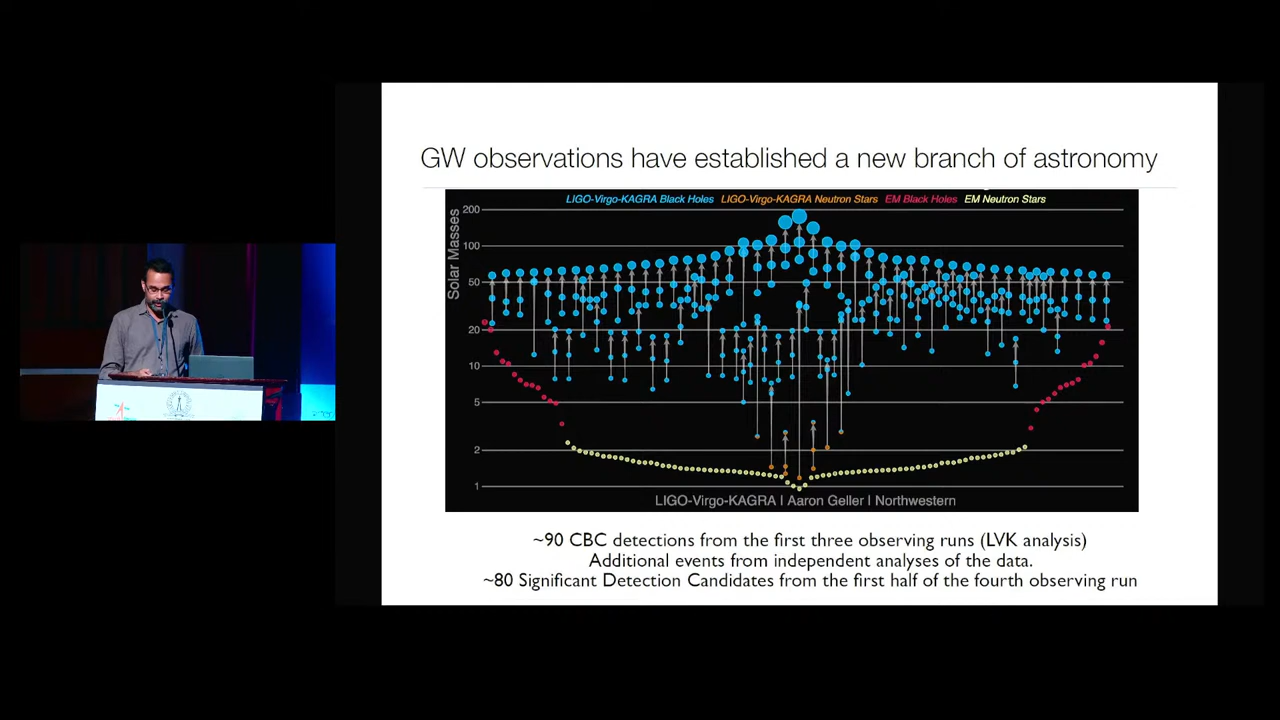 GW observations have established a new branch of astronomy
LIGO-Virgo-KAGRA Black Holes LIGO-Virgo-KAGRA Neutron Stars EM Black Holes EM Neutron Stars
Solar Masses
200
100
50
20
10
5
2
1
LIGO-Virgo-KAGRA | Aaron Geller | Northwestern
~90 CBC detections from the first three observing runs (LVK analysis)
Additional events from independent analyses of the data.
~80 Significant Detection Candidates from the first half of the fourth observing run